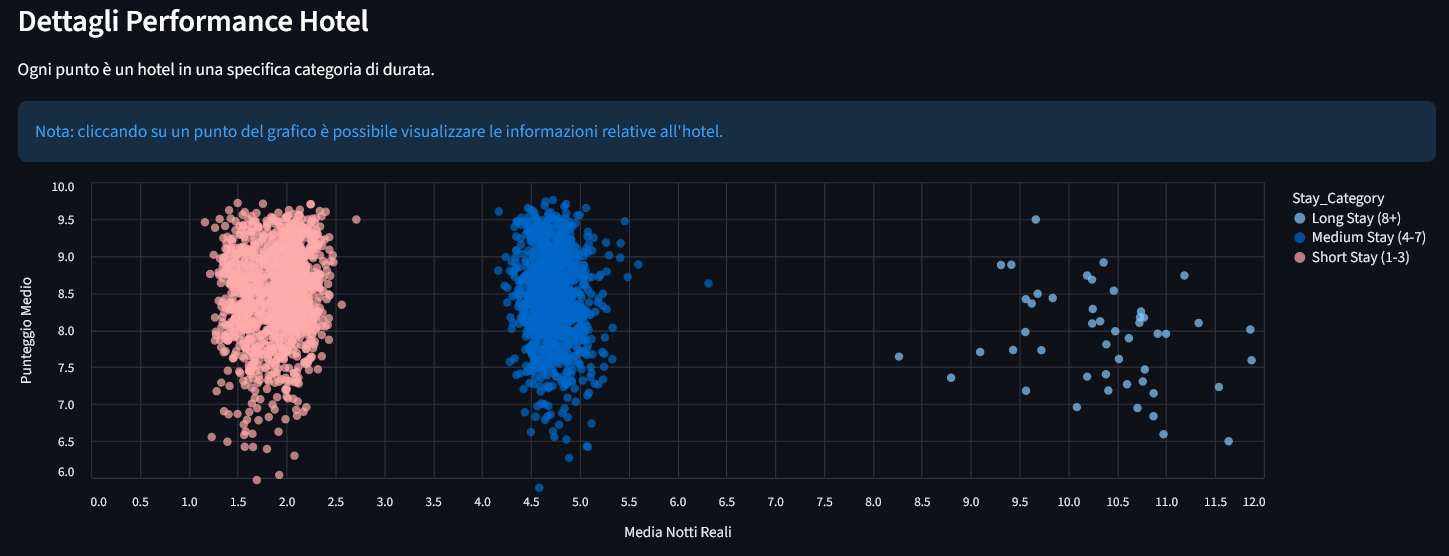 Dettagli Performance Hotel
Ogni punto è un hotel in una specifica categoria di durata.
Nota: cliccando su un punto del grafico è possibile visualizzare le informazioni relative all'hotel.
Stay_Category
Long Stay (8+)
Medium Stay (4-7)
Short Stay (1-3)
Punteggio Medio
10.0
9.5
9.0
8.5
8.0
7.5
7.0
6.5
6.0
0.0 0.5 1.0 1.5 2.0 2.5 3.0 3.5 4.0 4.5 5.0 5.5 6.0 6.5 7.0 7.5 8.0 8.5 9.0 9.5 10.0 10.5 11.0 11.5 12.0
Media Notti Reali